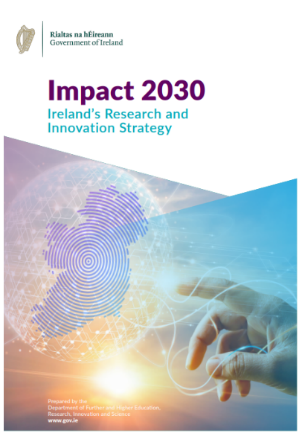 Rialtas na hÉireann
Government of Ireland
Impact 2030
Ireland's Research and
Innovation Strategy
Prepared by the
Department of Further and Higher Education,
Research, Innovation and Science
www.gov.ie